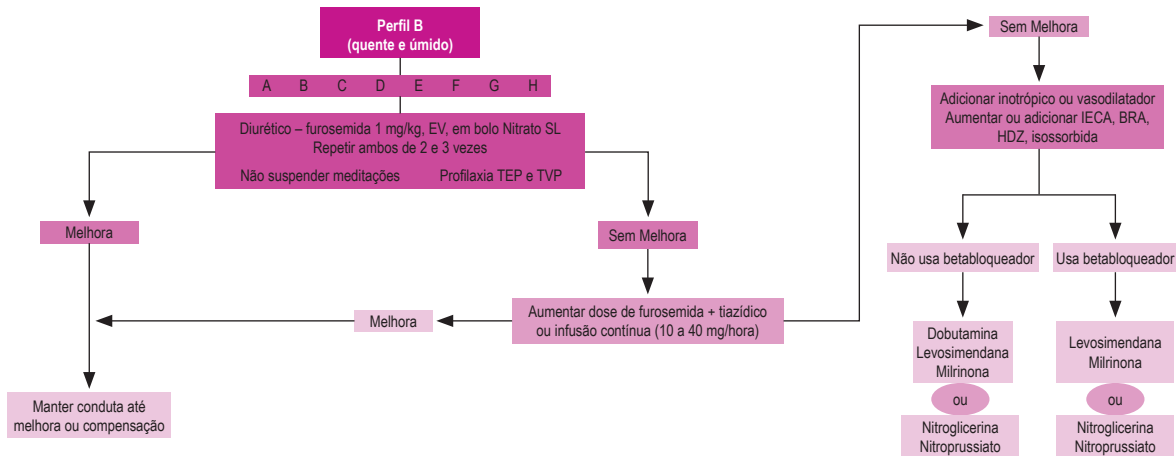 Perfil B
(quente e úmido)
A B C D E F G H
Diurético – furosemida 1 mg/kg, EV, em bolo Nitrato SL
Repetir ambos de 2 e 3 vezes
Não suspender meditações Profilaxia TEP e TVP
Melhora
Sem Melhora
Aumentar dose de furosemida + tiazídico
ou infusão contínua (10 a 40 mg/hora)
Melhora
Manter conduta até
melhora ou compensação
Sem Melhora
Adicionar inotrópico ou vasodilatador
Aumentar ou adicionar IECA, BRA,
HDZ, isossorbida
Não usa betabloqueador
Dobutamina
Levosimendana
Milrinona
ou
Nitroglicerina
Nitroprussiato
Usa betabloqueador
Levosimendana
Milrinona
ou
Nitroglicerina
Nitroprussiato